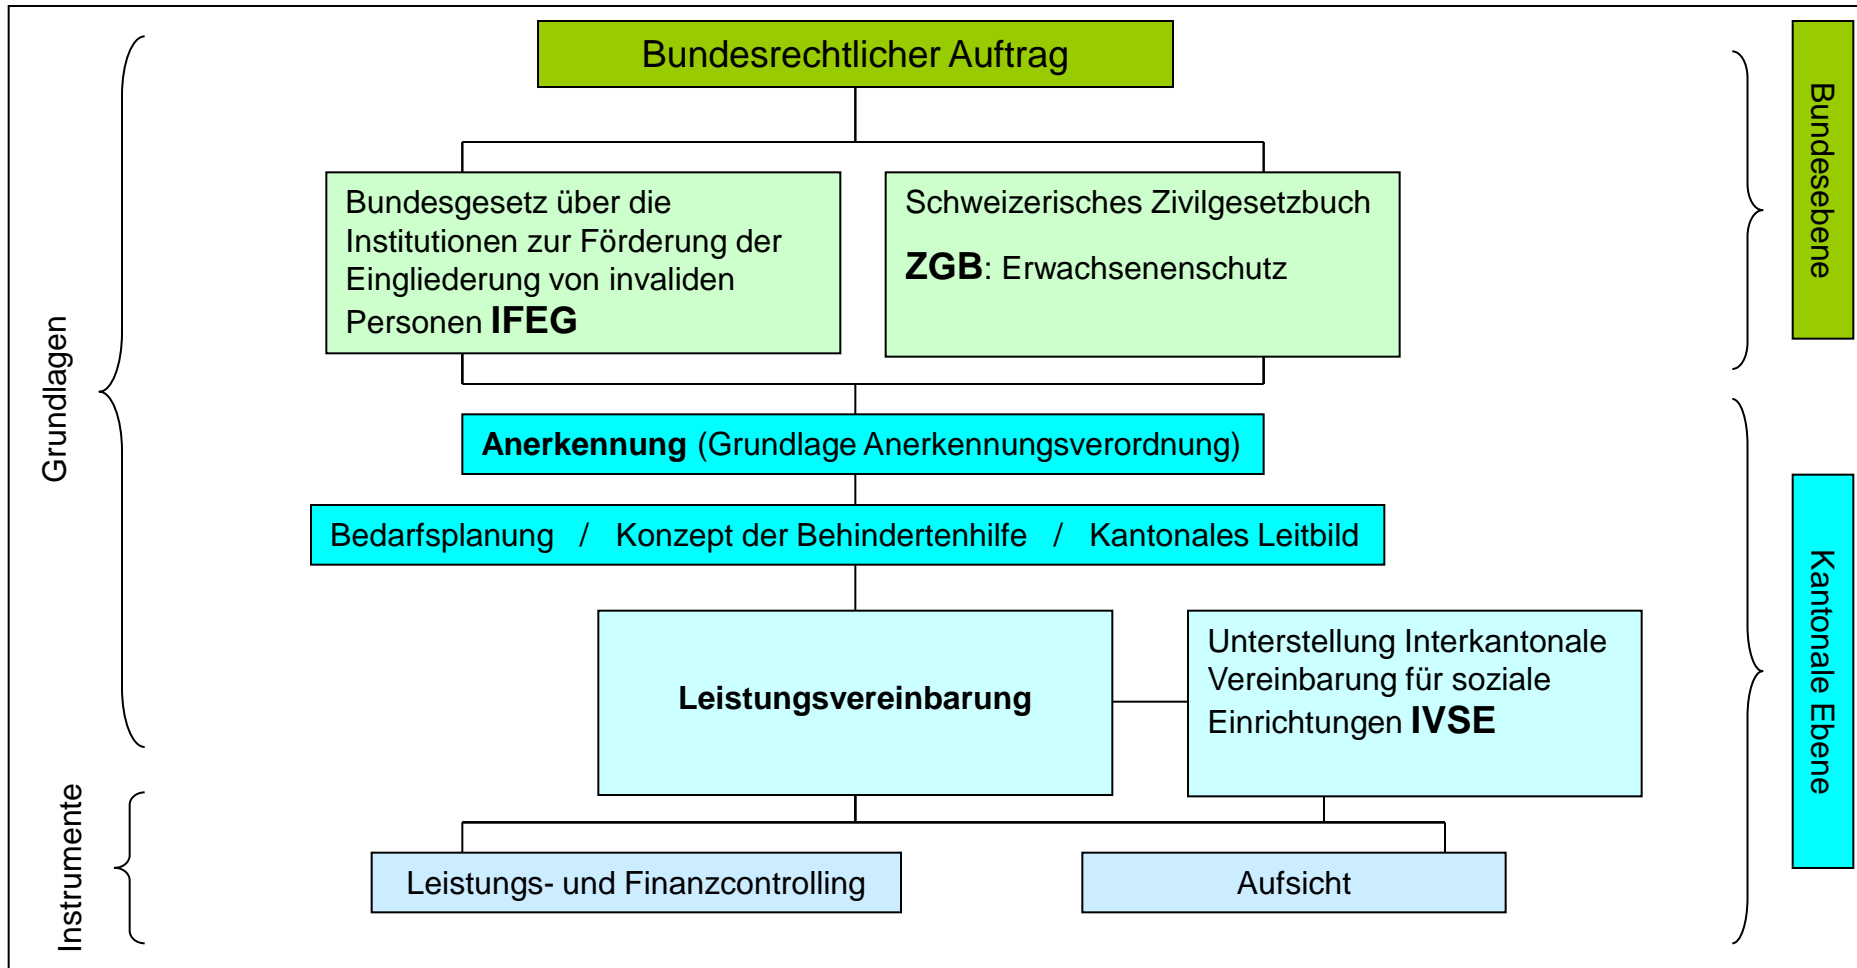 Bundesrechtlicher Auftrag
Bundesgesetz über die
Institutionen zur Förderung der
Eingliederung von invaliden
Personen IFEG
Schweizerisches Zivilgesetzbuch
ZGB: Erwachsenenschutz
Bundesebene
Grundlagen
Anerkennung (Grundlage Anerkennungsverordnung)
Bedarfsplanung / Konzept der Behindertenhilfe / Kantonales Leitbild
Leistungsvereinbarung
Unterstellung Interkantonale
Vereinbarung für soziale
Einrichtungen IVSE
Kantonale Ebene
Instrumente
Leistungs- und Finanzcontrolling
Aufsicht